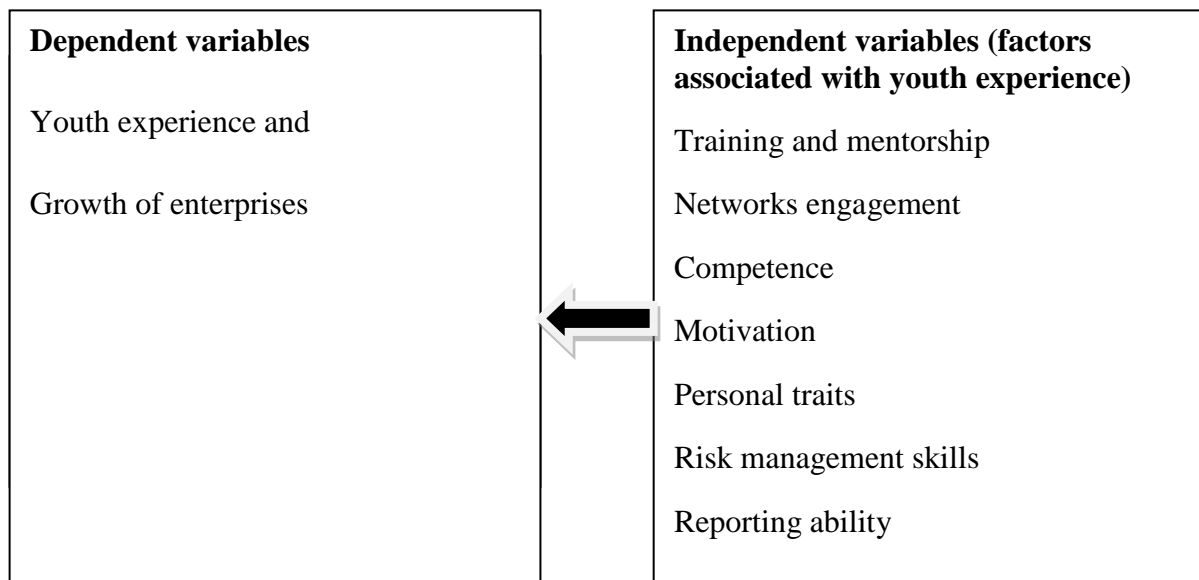 Dependent variables
Youth experience and
Growth of enterprises
Independent variables (factors
associated with youth experience)
Training and mentorship
Networks engagement
Competence
Motivation
Personal traits
Risk management skills
Reporting ability